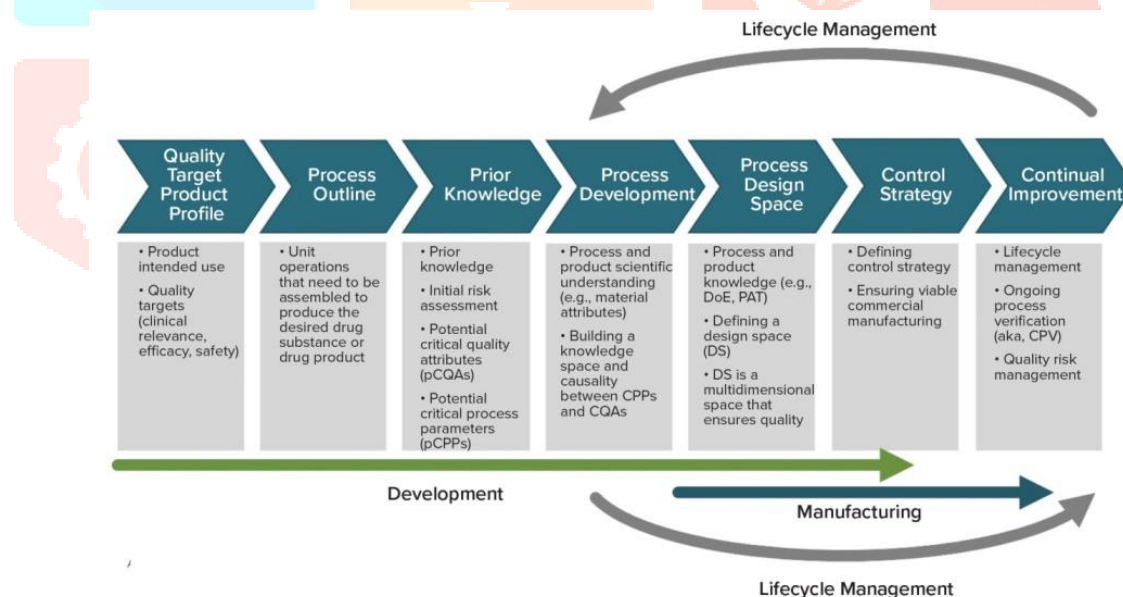 Lifecycle Management
Quality
Target
Product
Profile
Process
Outline
Prior
Knowledge
Process
Development
Process
Design
Space
Control
Strategy
Continual
Improvement
• Product
intended use
• Quality
targets
(clinical
relevance,
efficacy, safety)
• Unit
operations
that need to be
assembled to
produce the
desired drug
substance or
drug product
• Prior
knowledge
• Initial risk
assessment
• Potential
critical quality
attributes
(pCQAs)
• Potential
critical process
parameters
(pCPPs)
• Process and
product scientific
understanding
(e.g., material
attributes)
• Building a
knowledge
space and
causality
between CPPs
and CQAs
• Process and
product
knowledge (e.g.,
DoE, PAT)
• Defining a
design space
(DS)
• DS is a
multidimensional
space that
ensures quality
• Defining
control strategy
• Ensuring viable
commercial
manufacturing
• Lifecycle
management
• Ongoing
process
verification
(aka, CPV)
• Quality risk
management
Development
Manufacturing
Lifecycle Management